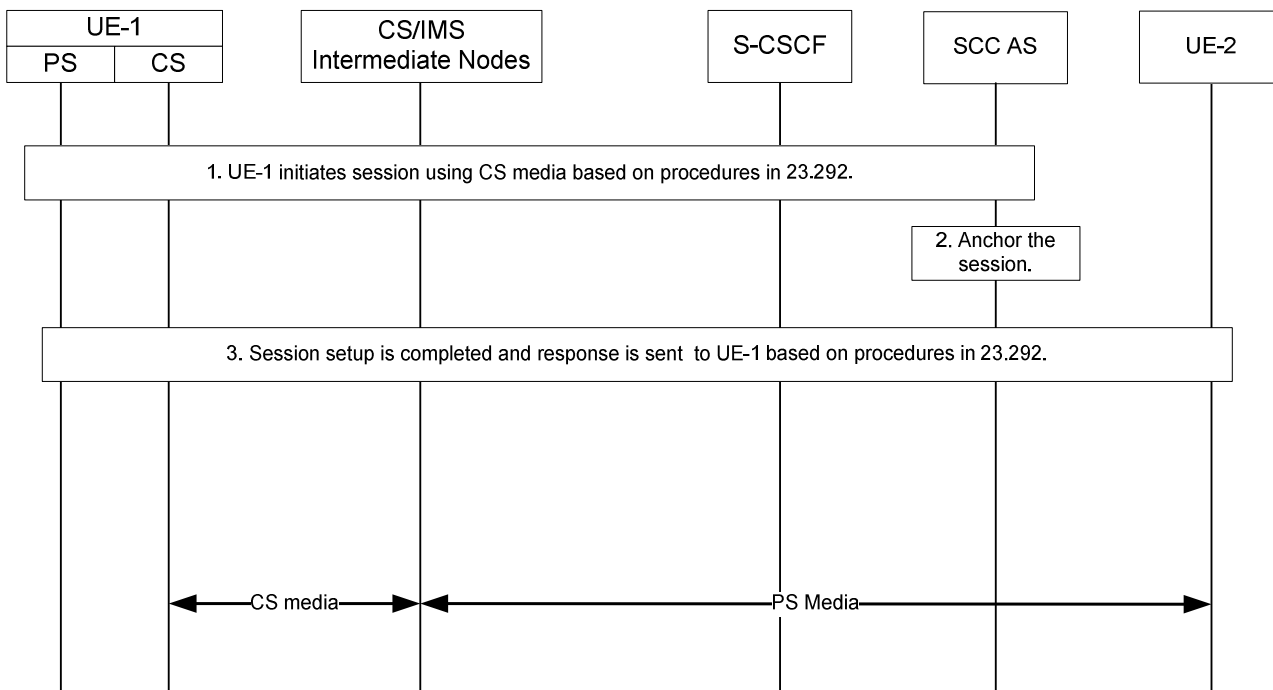 UE-1
PS CS
CS/IMS
Intermediate Nodes
S-CSCF
SCC AS
UE-2
1. UE-1 initiates session using CS media based on procedures in 23.292.
2. Anchor the
session.
3. Session setup is completed and response is sent to UE-1 based on procedures in 23.292.
CS media
PS Media